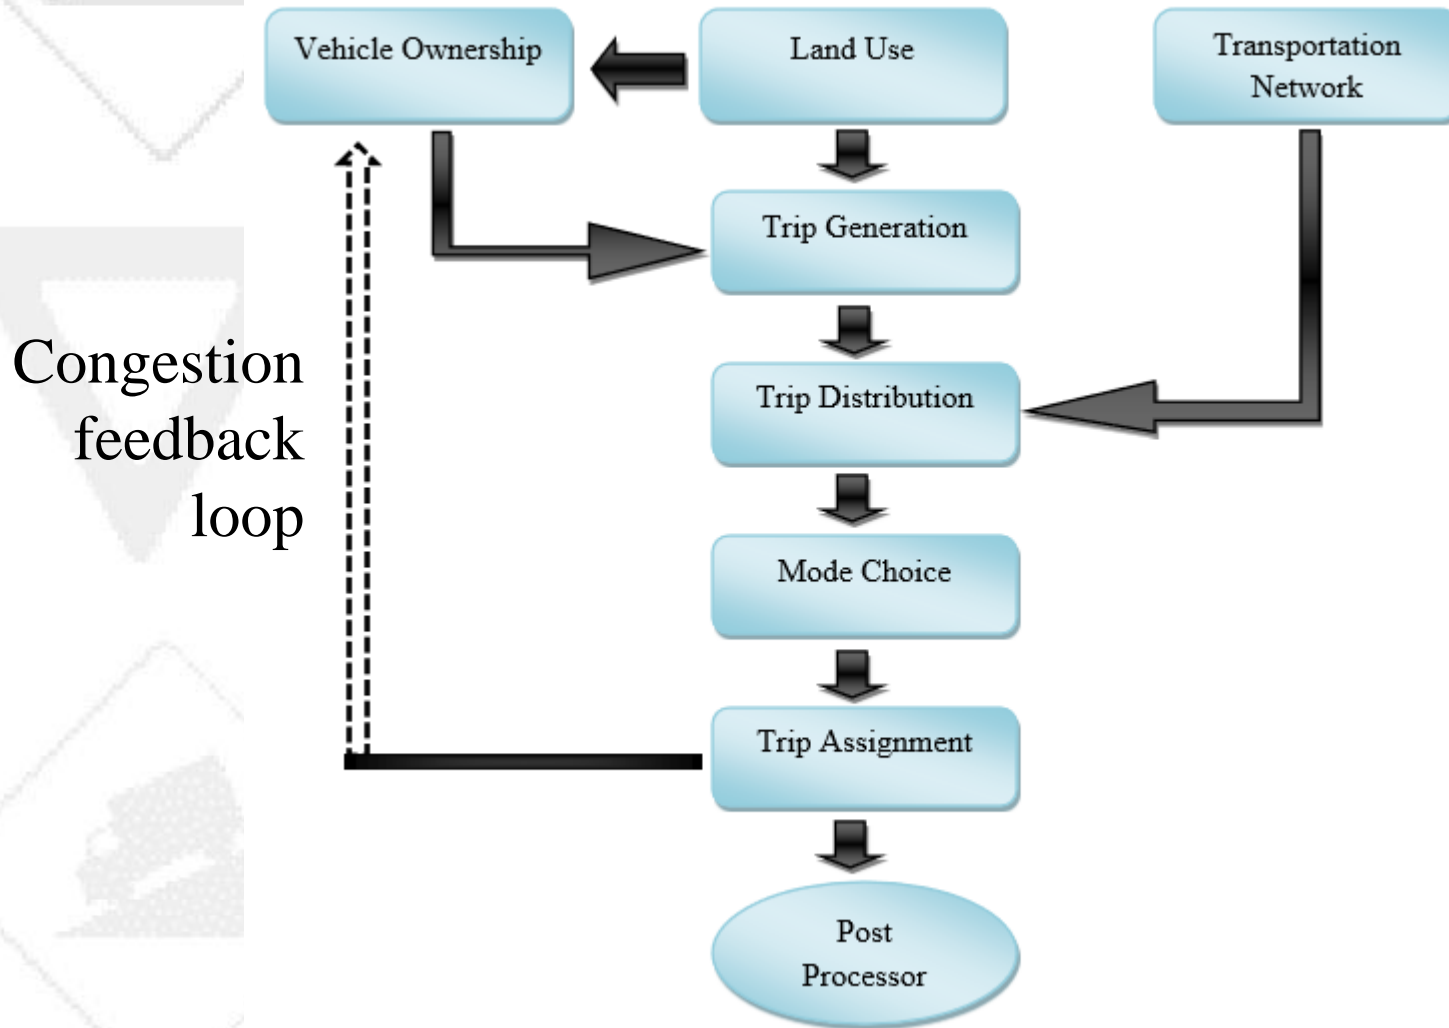 Vehicle Ownership
Land Use
Transportation
Network
Trip Generation
Trip Distribution
Congestion
feedback
loop
Mode Choice
Trip Assignment
Post
Processor